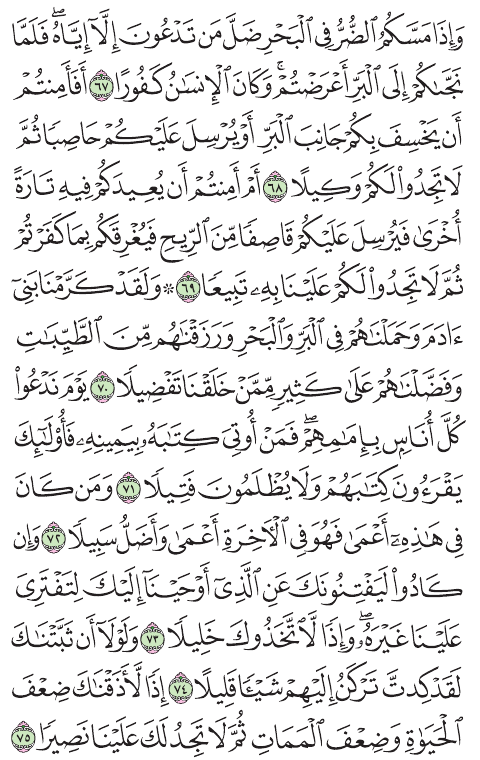 وَإِذَا مَسَّكُمُ ٱلضُّرُّ فِي ٱلْبَحْرِ ضَلَّ مَن تَدْعُونَ إِلَّآ إِيَّاهُۖ فَلَمَّا
نَجَّىٰكُمْ إِلَى ٱلْبَرِّ أَعْرَضْتُمْۚ وَكَانَ ٱلْإِنسَٰنُ كَفُورًا ٦٧ أَفَأَمِنتُمْ
أَن يَخْسِفَ بِكُمْ جَانِبَ ٱلْبَرِّ أَوْ يُرْسِلَ عَلَيْكُمْ حَاصِبًا ثُمَّ
لَا تَجِدُوا۟ لَكُمْ وَكِيلًا ٦٨ أَمْ أَمِنتُمْ أَن يُعِيدَكُمْ فِيهِ تَارَةً
أُخْرَىٰ فَيُرْسِلَ عَلَيْكُمْ قَاصِفًا مِّنَ ٱلرِّيحِ فَيُغْرِقَكُم بِمَا كَفَرْتُمْ
ثُمَّ لَا تَجِدُوا۟ لَكُمْ عَلَيْنَا بِهِۦ تَبِيعًا ٦٩ ۞ وَلَقَدْ كَرَّمْنَا بَنِيٓ
ءَادَمَ وَحَمَلْنَٰهُمْ فِي ٱلْبَرِّ وَٱلْبَحْرِ وَرَزَقْنَٰهُم مِّنَ ٱلطَّيِّبَٰتِ
وَفَضَّلْنَٰهُمْ عَلَىٰ كَثِيرٍ مِّمَّنْ خَلَقْنَا تَفْضِيلًا ٧٠ يَوْمَ نَدْعُوا۟
كُلَّ أُنَاسٍۭ بِإِمَٰمِهِمْۖ فَمَنْ أُوتِيَ كِتَٰبَهُۥ بِيَمِينِهِۦ فَأُو۟لَٰٓئِكَ
يَقْرَءُونَ كِتَٰبَهُمْ وَلَا يُظْلَمُونَ فَتِيلًا ٧١ وَمَن كَانَ
فِي هَٰذِهِۦٓ أَعْمَىٰ فَهُوَ فِي ٱلْءَاخِرَةِ أَعْمَىٰ وَأَضَلُّ سَبِيلًا ٧٢ وَإِن
كَادُوا۟ لَيَفْتِنُونَكَ عَنِ ٱلَّذِيٓ أَوْحَيْنَآ إِلَيْكَ لِتَفْتَرِيَ
عَلَيْنَا غَيْرَهُۥۖ وَإِذًا لَّٱتَّخَذُوكَ خَلِيلًا ٧٣ وَلَوْلَآ أَن ثَبَّتْنَٰكَ
لَقَدْ كِدتَّ تَرْكَنُ إِلَيْهِمْ شَيْـًٔا قَلِيلًا ٧٤ إِذًا لَّأَذَقْنَٰكَ ضِعْفَ
ٱلْحَيَوٰةِ وَضِعْفَ ٱلْمَمَاتِ ثُمَّ لَا تَجِدُ لَكَ عَلَيْنَا نَصِيرًا ٧٥